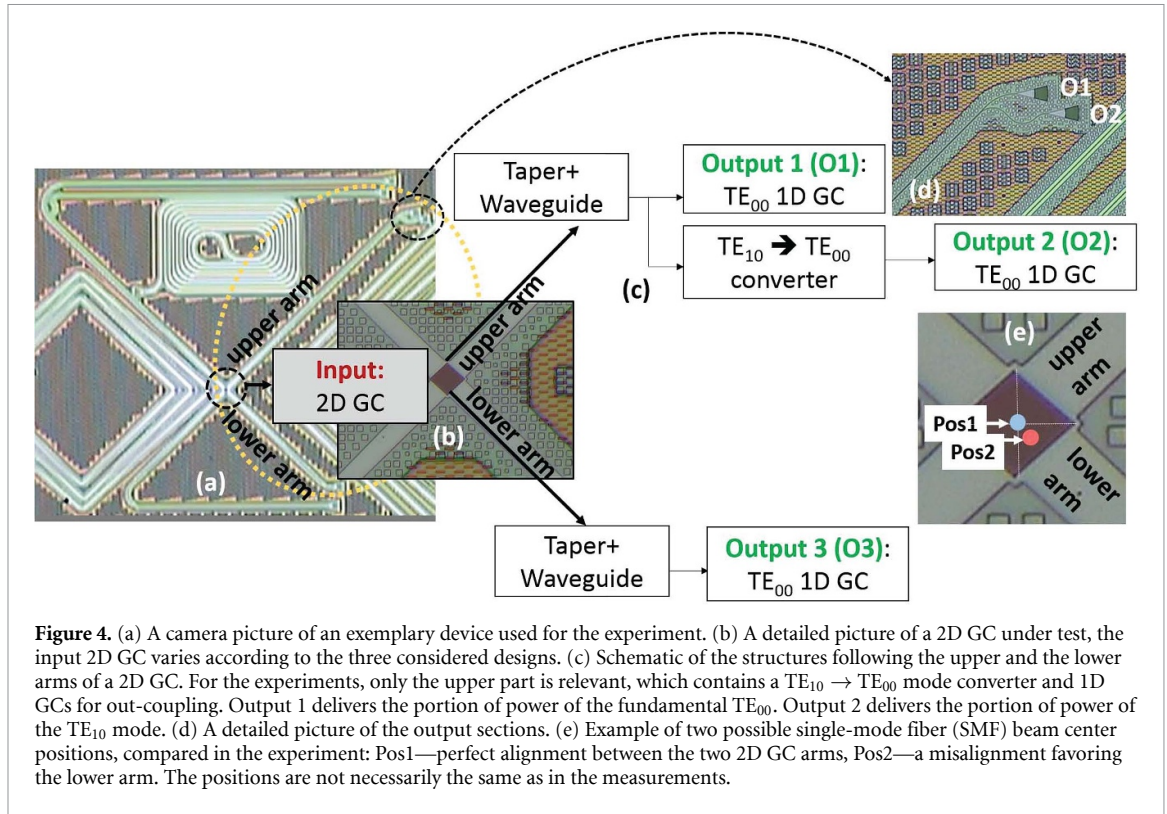 O1
O2
(d)
Taper+
Waveguide
Output 1 (O1):
TE₀₀ 1D GC
TE₁₀ ➔ TE₀₀
converter
Output 2 (O2):
TE₀₀ 1D GC
(c)
upper arm
lower arm
(a)
Input:
2D GC
upper arm
lower arm
(b)
(e)
upper
arm
Pos1
Pos2
lower
arm
Taper+
Waveguide
Output 3 (O3):
TE₀₀ 1D GC
Figure 4. (a) A camera picture of an exemplary device used for the experiment. (b) A detailed picture of a 2D GC under test, the
input 2D GC varies according to the three considered designs. (c) Schematic of the structures following the upper and the lower
arms of a 2D GC. For the experiments, only the upper part is relevant, which contains a TE₁₀ → TE₀₀ mode converter and 1D
GCs for out-coupling. Output 1 delivers the portion of power of the fundamental TE₀₀. Output 2 delivers the portion of power of
the TE₁₀ mode. (d) A detailed picture of the output sections. (e) Example of two possible single-mode fiber (SMF) beam center
positions, compared in the experiment: Pos1—perfect alignment between the two 2D GC arms, Pos2—a misalignment favoring
the lower arm. The positions are not necessarily the same as in the measurements.